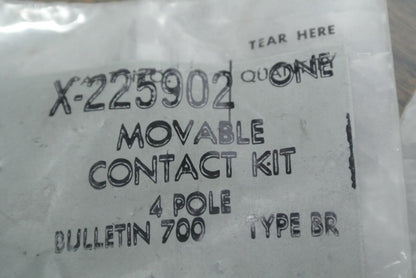 TEAR HERE
X-225902 QUANTITY ONE
MOVABLE
CONTACT KIT
4 POLE
BULLETIN 700 TYPE BR